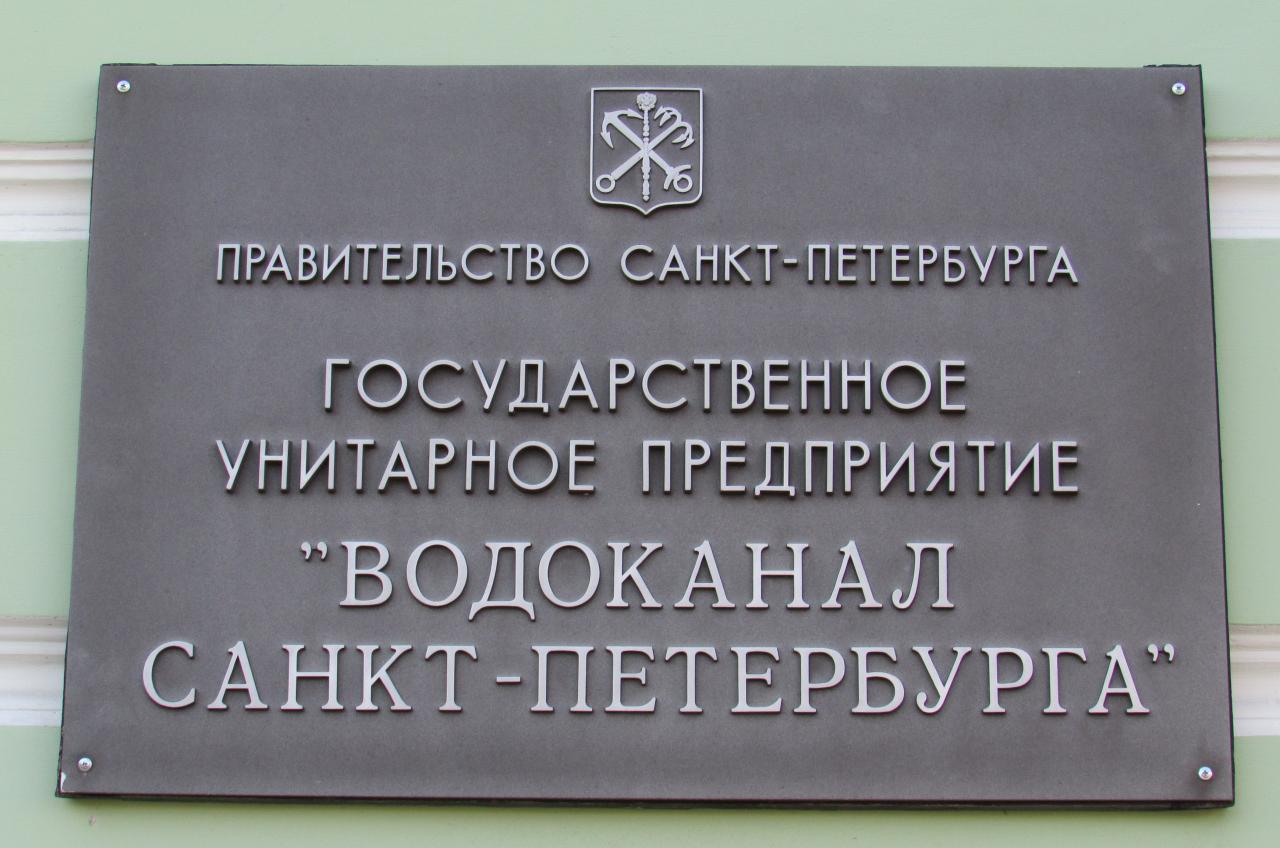 ПРАВИТЕЛЬСТВО САНКТ-ПЕТЕРБУРГА
ГОСУДАРСТВЕННОЕ
УНИТАРНОЕ ПРЕДПРИЯТИЕ
"ВОДОКАНАЛ
САНКТ-ПЕТЕРБУРГА"